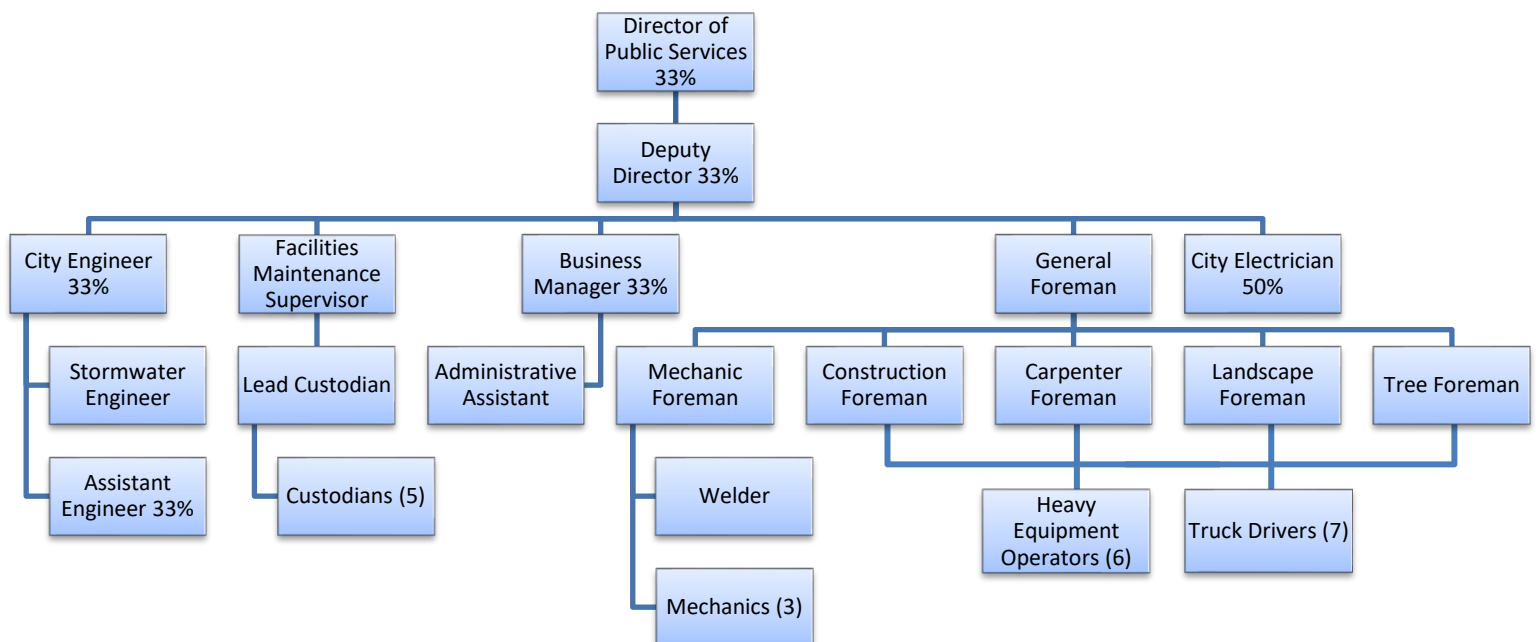 Director of
Public Services
33%
Deputy
Director 33%
City Engineer
33%
Facilities
Maintenance
Supervisor
Business
Manager 33%
General
Foreman
City Electrician
50%
Stormwater
Engineer
Lead Custodian
Administrative
Assistant
Mechanic
Foreman
Construction
Foreman
Carpenter
Foreman
Landscape
Foreman
Tree Foreman
Assistant
Engineer 33%
Custodians (5)
Welder
Heavy
Equipment
Operators (6)
Truck Drivers (7)
Mechanics (3)